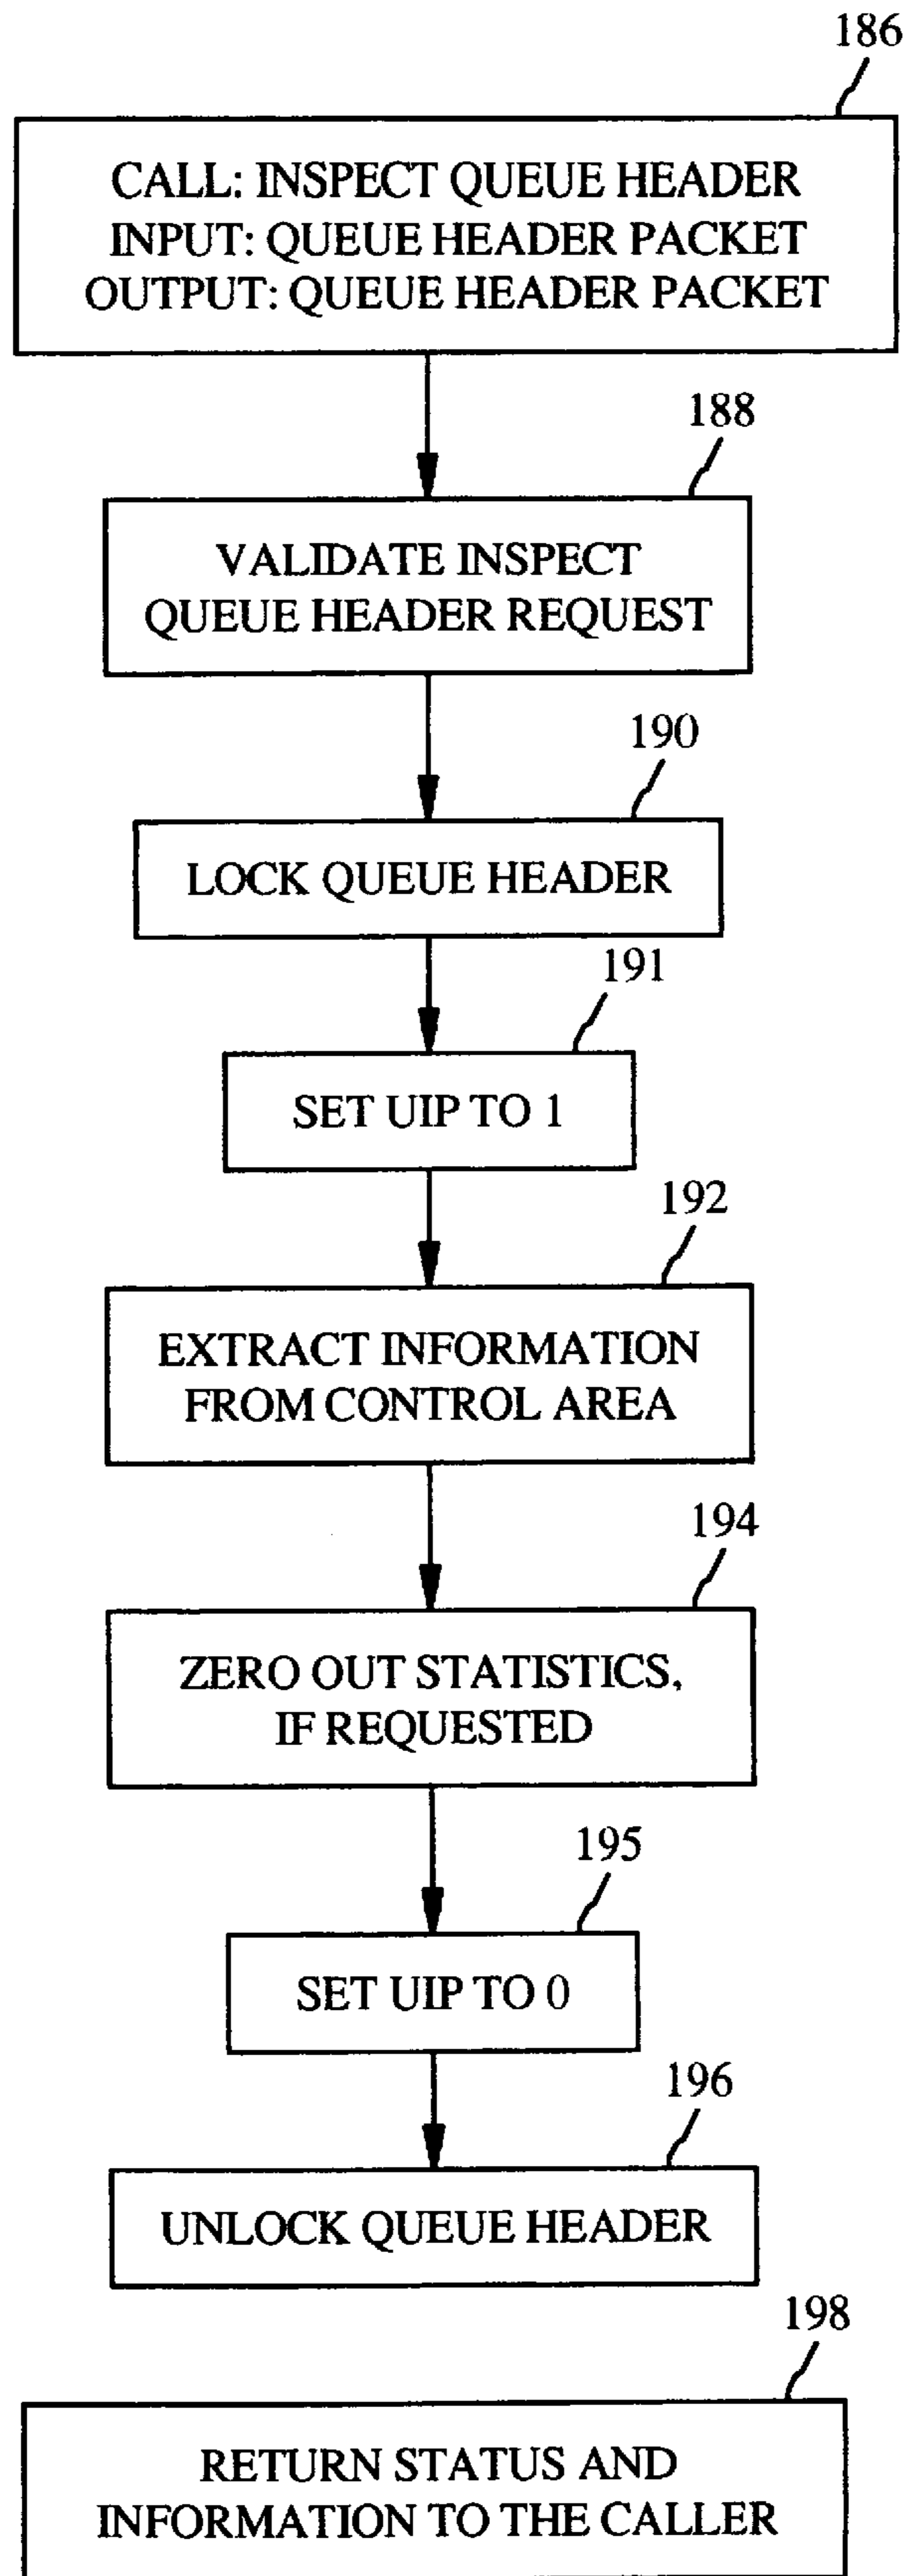 186
CALL: INSPECT QUEUE HEADER
INPUT: QUEUE HEADER PACKET
OUTPUT: QUEUE HEADER PACKET
188
VALIDATE INSPECT
QUEUE HEADER REQUEST
190
LOCK QUEUE HEADER
191
SET UIP TO 1
192
EXTRACT INFORMATION
FROM CONTROL AREA
194
ZERO OUT STATISTICS,
IF REQUESTED
195
SET UIP TO 0
196
UNLOCK QUEUE HEADER
198
RETURN STATUS AND
INFORMATION TO THE CALLER